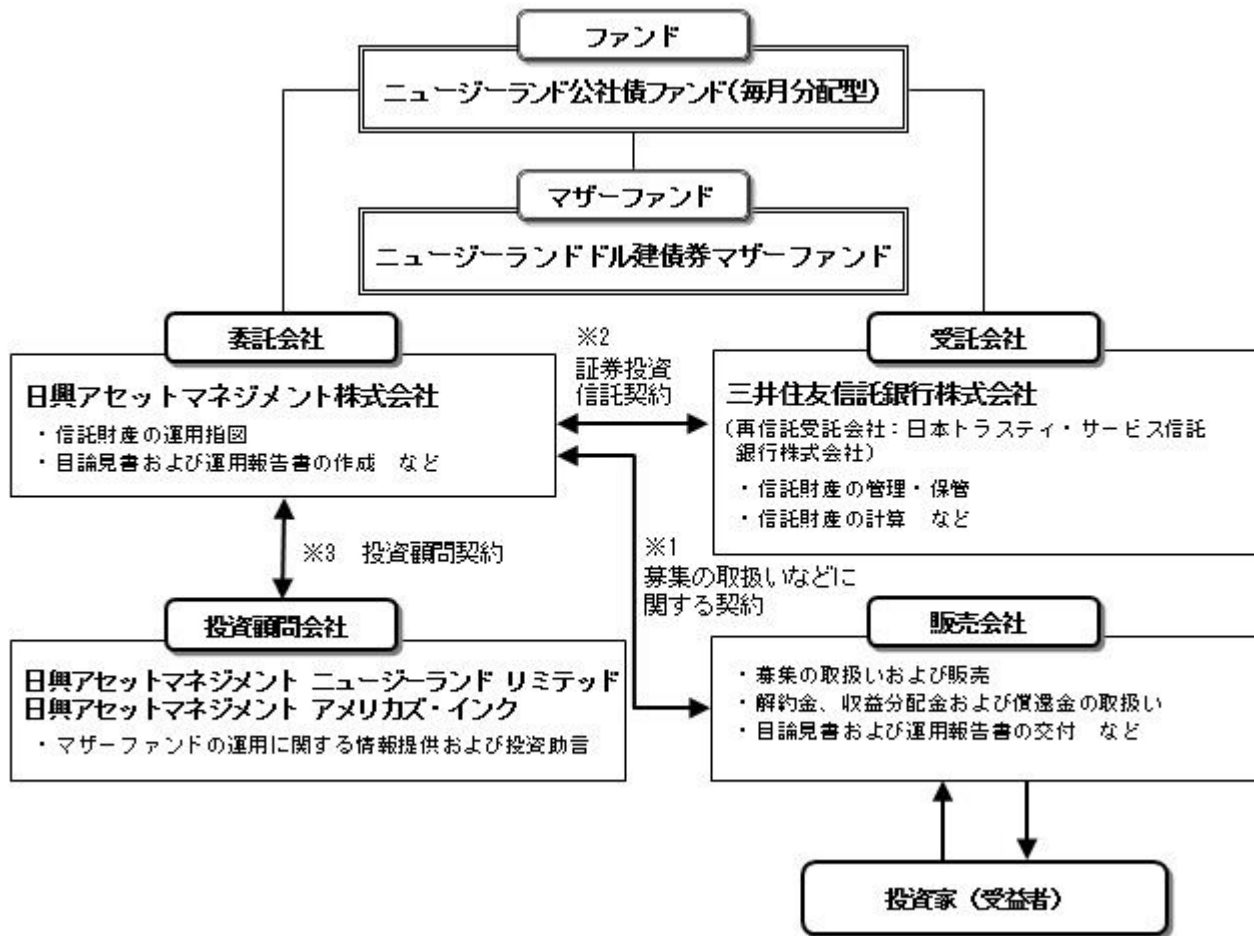 ファンド
ニュージーランド公社債ファンド(毎月分配型)
マザーファンド
ニュージーランドドル建債券マザーファンド
委託会社
日興アセットマネジメント株式会社
・信託財産の運用指図
・目論見書および運用報告書の作成 など
※2
証券投資
信託契約
受託会社
三井住友信託銀行株式会社
(再信託受託会社:日本トラスティ・サービス信託
銀行株式会社)
・信託財産の管理・保管
・信託財産の計算 など
※3 投資顧問契約
※1
募集の取扱いなどに
関する契約
投資顧問会社
日興アセットマネジメント ニュージーランド リミテッド
日興アセットマネジメント アメリカズ・インク
・マザーファンドの運用に関する情報提供および投資助言
販売会社
・募集の取扱いおよび販売
・解約金、収益分配金および償還金の取扱い
・目論見書および運用報告書の交付 など
投資家(受益者)